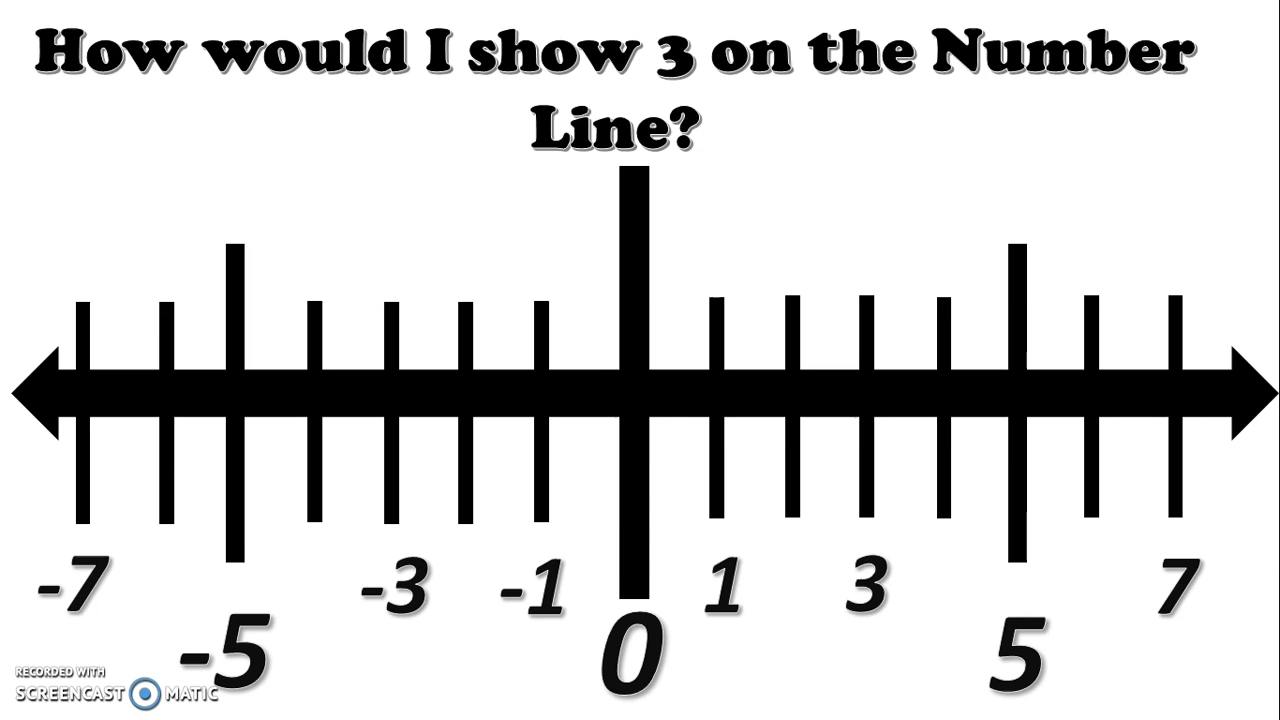 How would I show 3 on the Number
Line?
-7 -3 -1 1 3 7
-5 0 5
RECORDED WITH
SCREENCAST MATIC